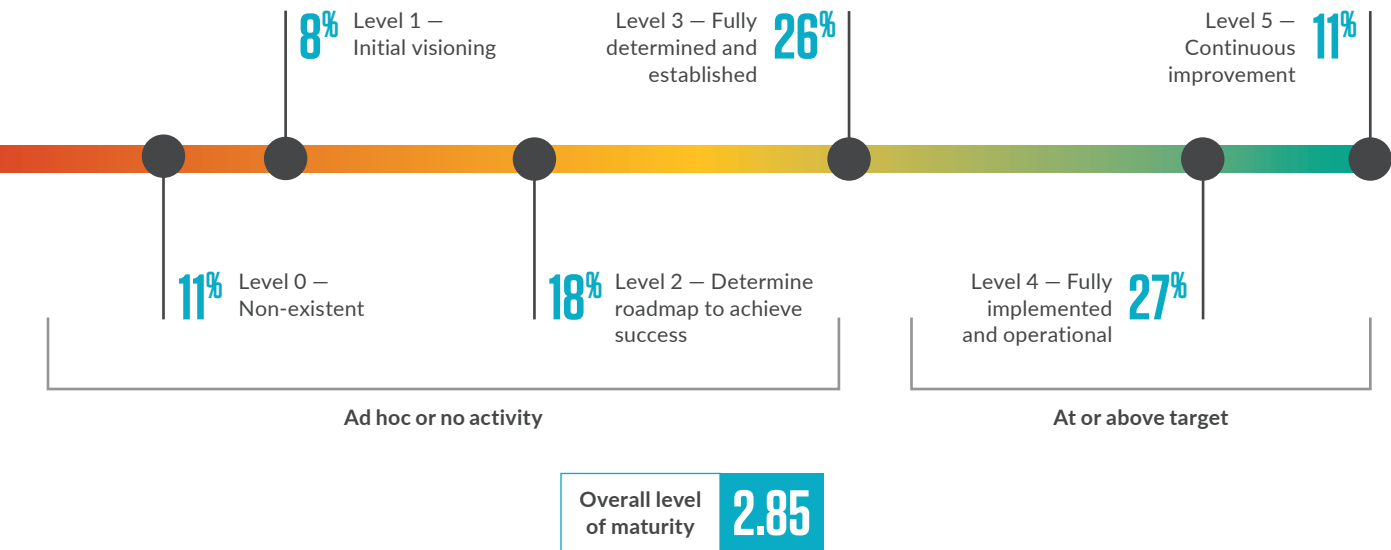 8%
Level 1 —
Initial visioning
Level 3 — Fully
determined and
established
26%
Level 5 —
Continuous
improvement
11%
11%
Level 0 —
Non-existent
18%
Level 2 — Determine
roadmap to achieve
success
Level 4 — Fully
implemented
and operational
27%
Ad hoc or no activity
At or above target
Overall level
of maturity
2.85